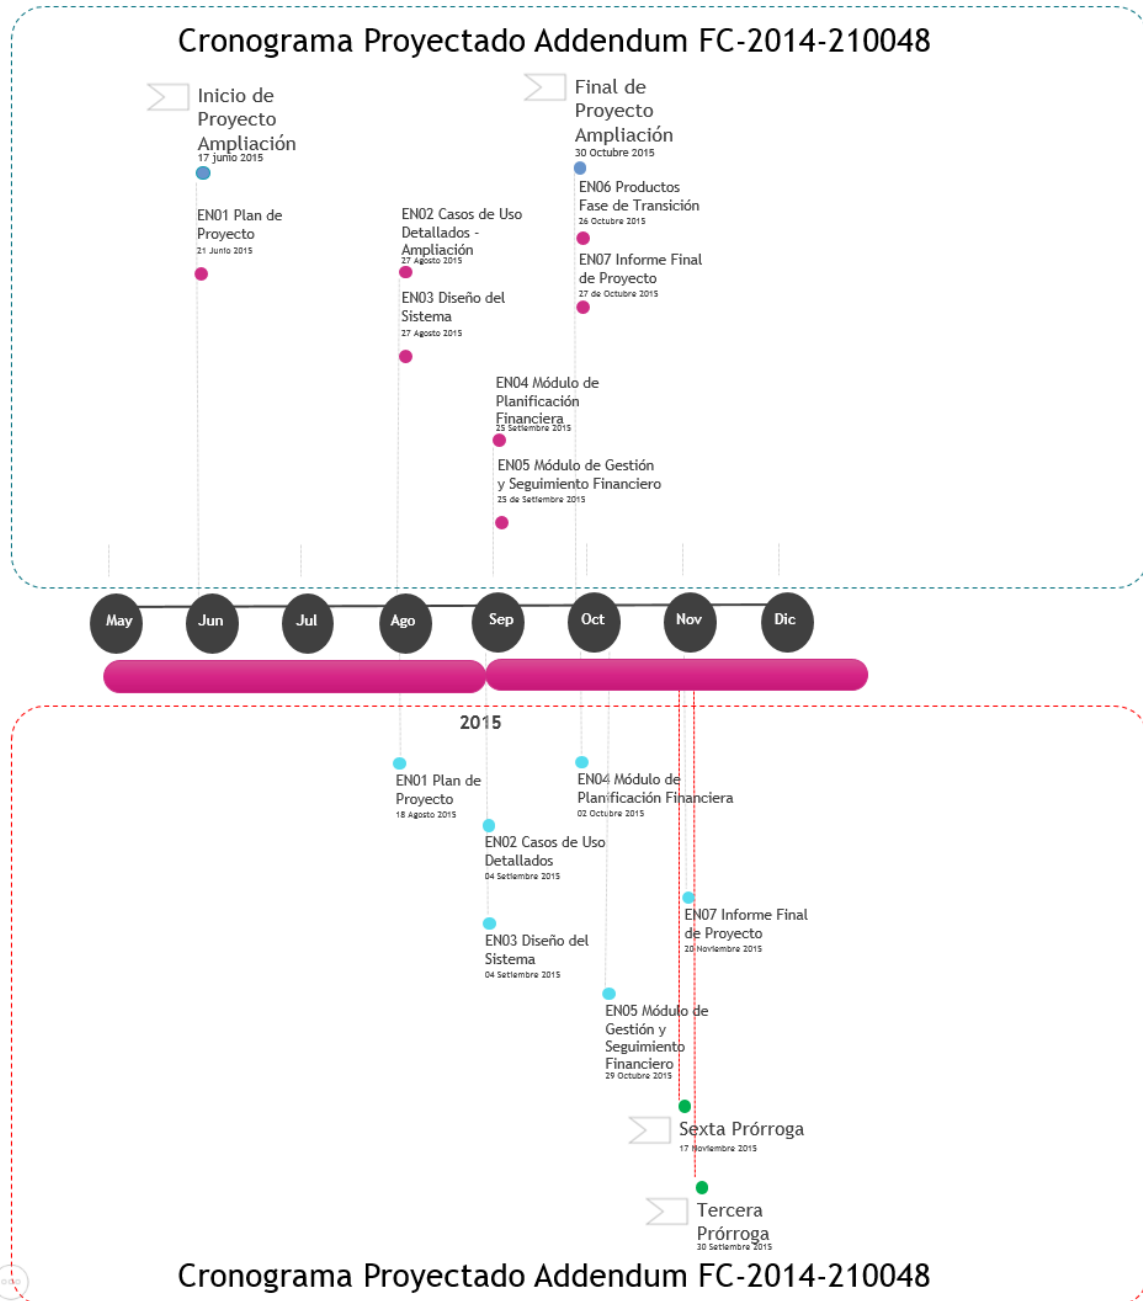 Cronograma Proyectado Addendum FC-2014-210048
Inicio de
Proyecto
Ampliación
17 junio 2015
Final de
Proyecto
Ampliación
30 Octubre 2015
EN01 Plan de
Proyecto
21 Junio 2015
EN02 Casos de Uso
Detallados -
Ampliación
27 Agosto 2015
EN03 Diseño del
Sistema
27 Agosto 2015
EN06 Productos
Fase de Transición
26 Octubre 2015
EN07 Informe Final
de Proyecto
27 de Octubre 2015
EN04 Módulo de
Planificación
Financiera
25 Setiembre 2015
EN05 Módulo de Gestión
y Seguimiento Financiero
25 de Setiembre 2015
May
Jun
Jul
Ago
Sep
Oct
Nov
Dic
2015
EN01 Plan de
Proyecto
18 Agosto 2015
EN02 Casos de Uso
Detallados
04 Setiembre 2015
EN03 Diseño del
Sistema
04 Setiembre 2015
EN04 Módulo de
Planificación Financiera
02 Octubre 2015
EN07 Informe Final
de Proyecto
20 Noviembre 2015
EN05 Módulo de
Gestión y
Seguimiento
Financiero
29 Octubre 2015
Sexta Prórroga
17 Noviembre 2015
Tercera
Prórroga
30 Setiembre 2015
Cronograma Proyectado Addendum FC-2014-210048